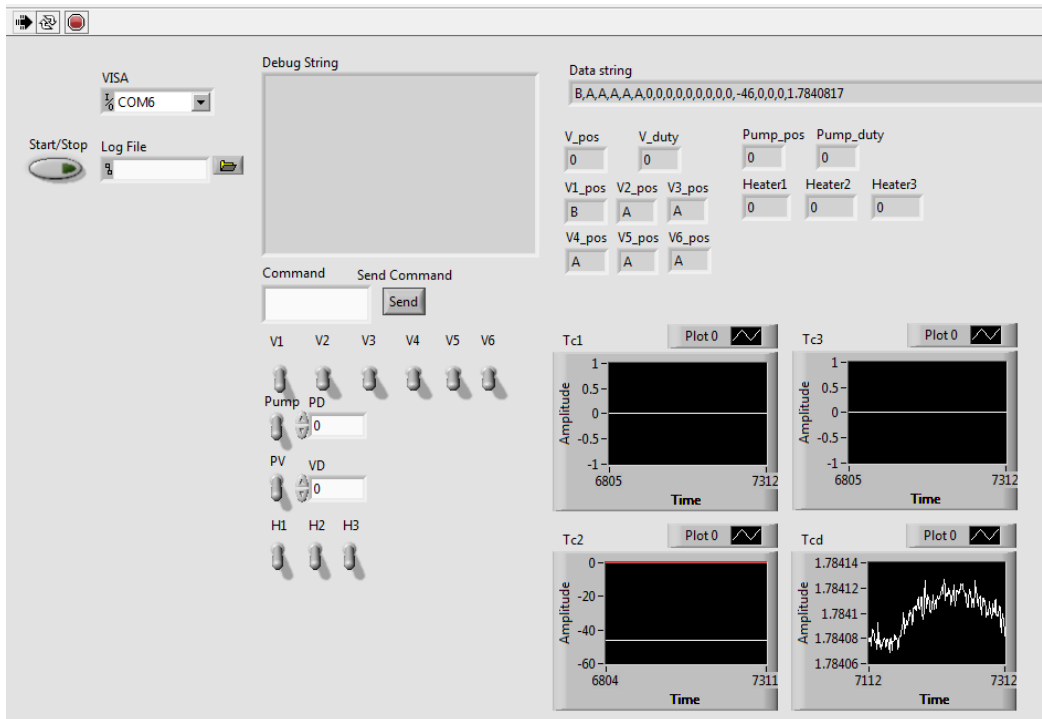 VISA
I/O COM6
Start/Stop
Log File
Debug String
Data string
B,A,A,A,A,A,0,0,0,0,0,0,0,0,0,-46,0,0,0,1.7840817
V_pos V_duty Pump_pos Pump_duty
0 0 0 0
V1_pos V2_pos V3_pos Heater1 Heater2 Heater3
B A A 0 0 0
V4_pos V5_pos V6_pos
A A A
Command Send Command
Send
V1 V2 V3 V4 V5 V6
Pump PD
0
PV VD
0
H1 H2 H3
Tc1 Plot 0
Amplitude
1
0.5
0
-0.5
-1
6805 7312
Time
Tc3 Plot 0
Amplitude
1
0.5
0
-0.5
-1
6805 7312
Time
Tc2 Plot 0
Amplitude
0
-20
-40
-60
6804 7311
Time
Tcd Plot 0
Amplitude
1.78414
1.78412
1.7841
1.78408
1.78406
7112 7312
Time